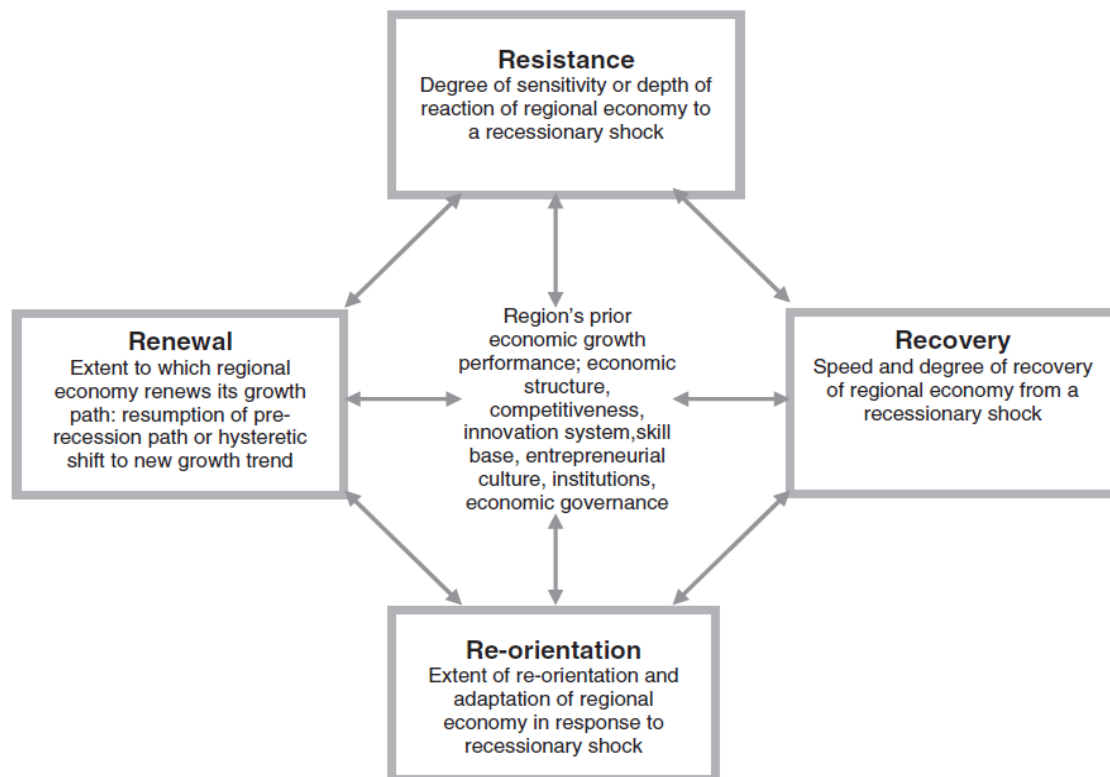 Resistance
Degree of sensitivity or depth of
reaction of regional economy to
a recessionary shock
Renewal
Extent to which regional
economy renews its growth
path: resumption of pre-
recession path or hysteretic
shift to new growth trend
Region's prior
economic growth
performance; economic
structure,
competitiveness,
innovation system,skill
base, entrepreneurial
culture, institutions,
economic governance
Recovery
Speed and degree of recovery
of regional economy from a
recessionary shock
Re-orientation
Extent of re-orientation and
adaptation of regional
economy in response to
recessionary shock